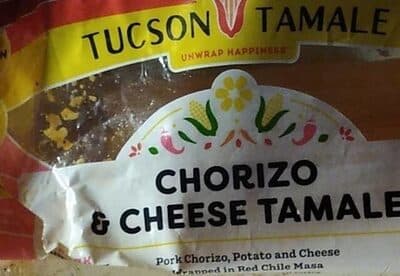 TUCSON TAMALE
UNWRAP HAPPINESS
CHORIZO
& CHEESE TAMALE
Pork Chorizo, Potato and Cheese
Wrapped in Red Chile Masa